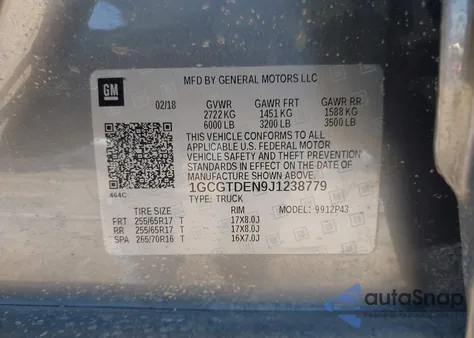 MFD BY GENERAL MOTORS LLC
GM
02/18 GVWR GAWR FRT GAWR RR
2722 KG 1451 KG 1588 KG
6000 LB 3200 LB 3500 LB
THIS VEHICLE CONFORMS TO ALL
APPLICABLE U.S. FEDERAL MOTOR
VEHICLE SAFETY AND BUMPER
STANDARDS IN EFFECT ON THE DATE OF
MANUFACTURE SHOWN ABOVE.
464C
1GCGTDEN9J1238779
TYPE: TRUCK
TIRE SIZE RIM MODEL: 9912P43
FRT 255/65R17 T 17X8.0J
RR 255/65R17 T 17X8.0J
SPA 265/70R16 T 16X7.0J
autoSnap